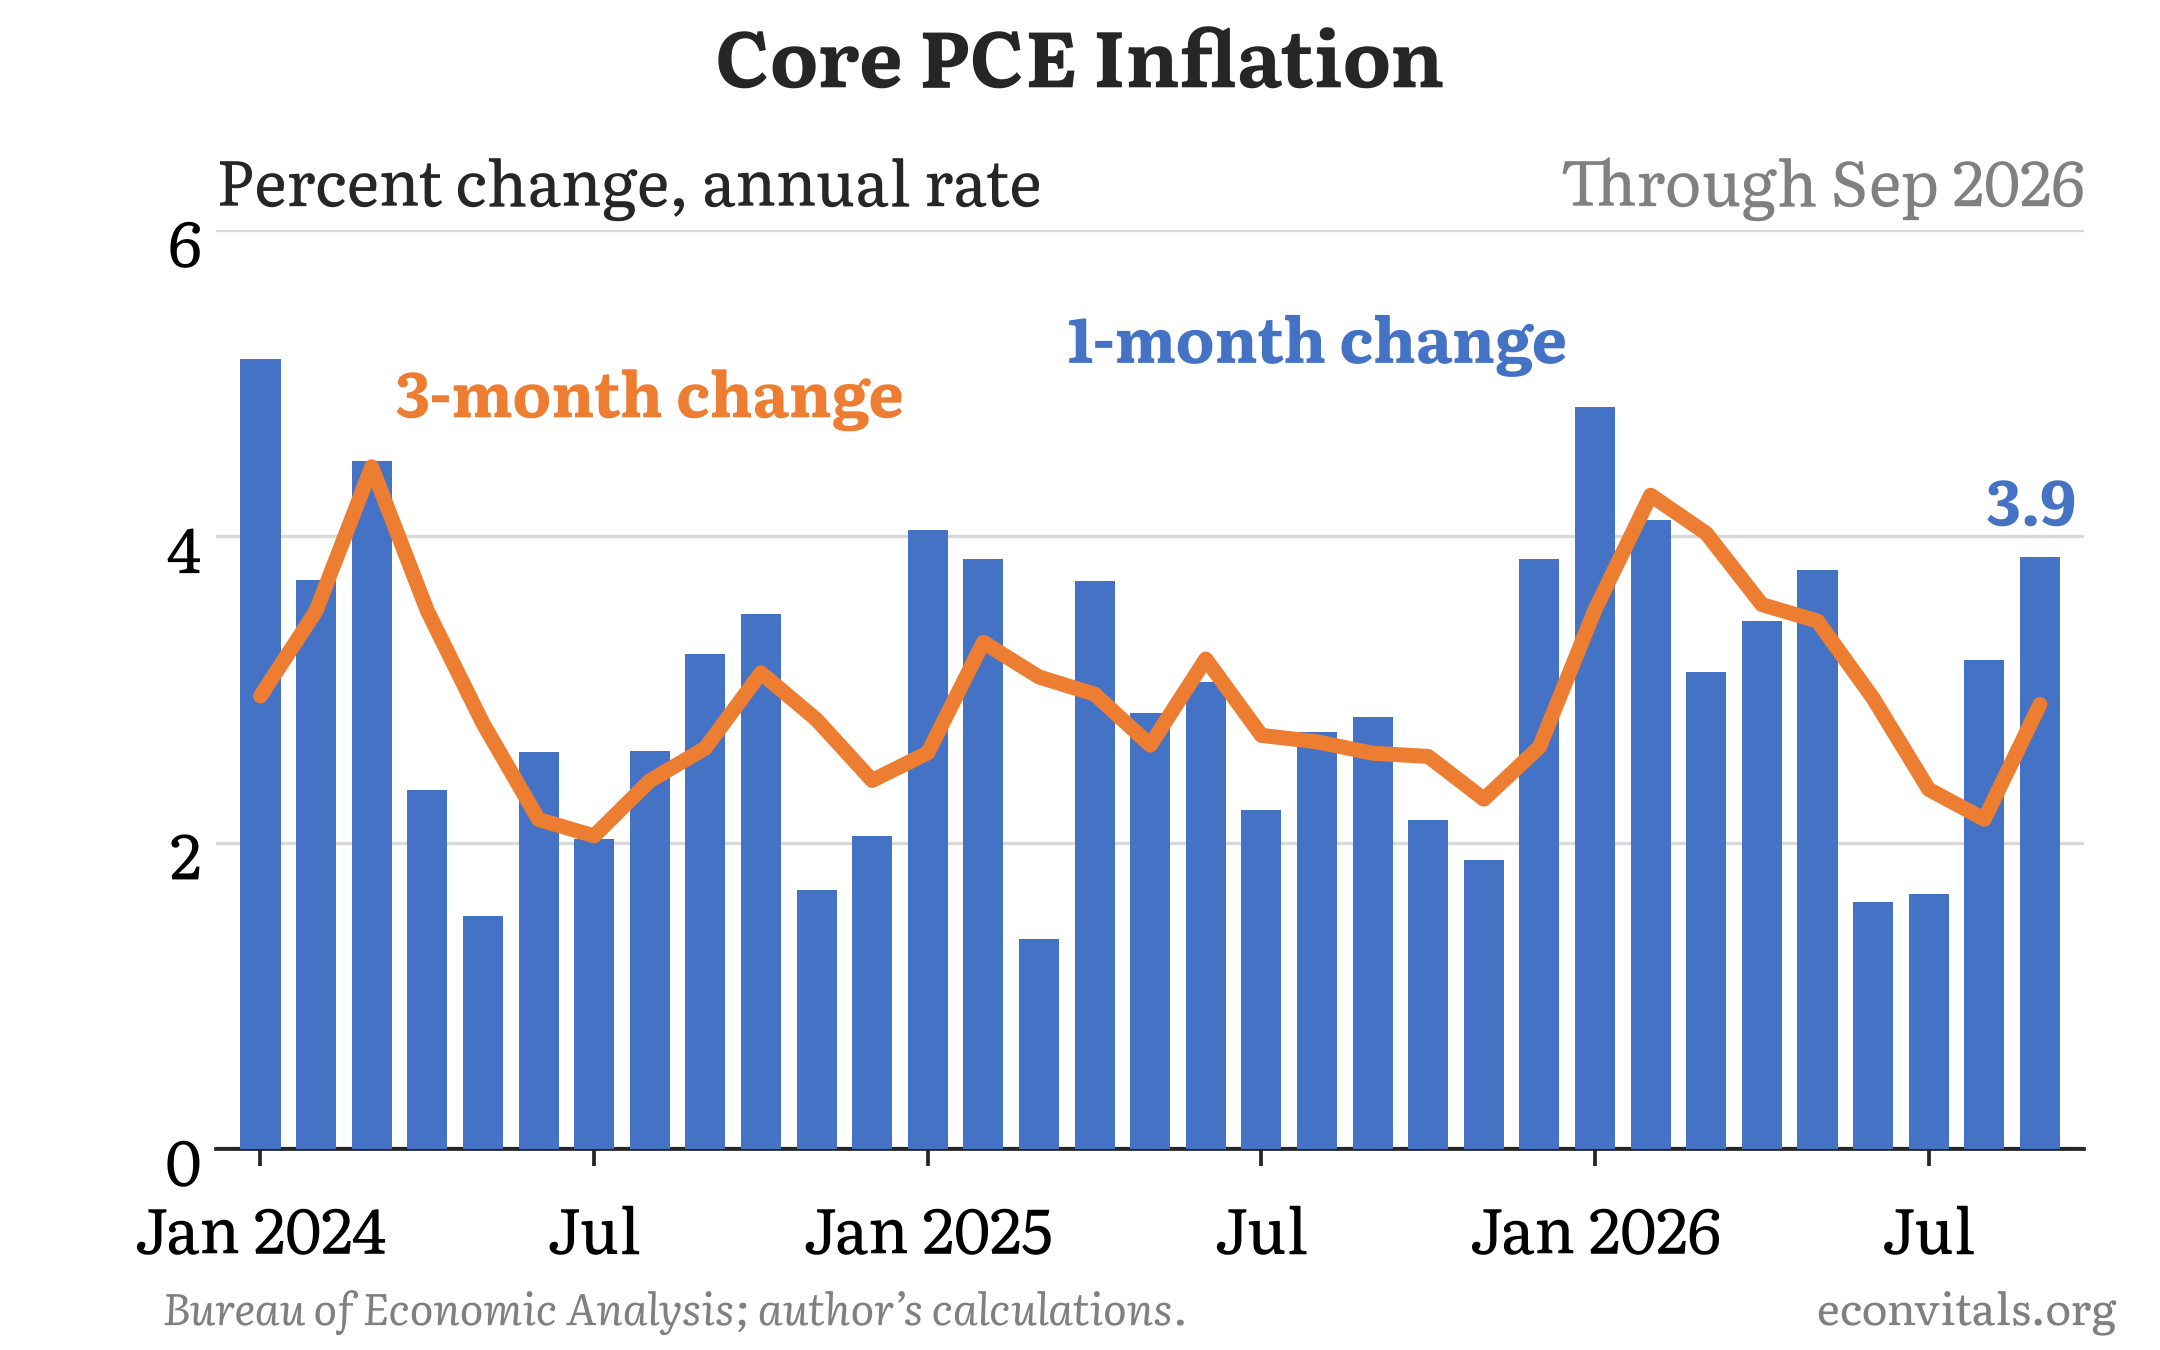 Core PCE Inflation
Percent change, annual rate
Through Sep 2026
6
1-month change
3-month change
3.9
4
2
0
Jan 2024
Jul
Jan 2025
Jul
Jan 2026
Jul
Bureau of Economic Analysis; author’s calculations.
econvitals.org